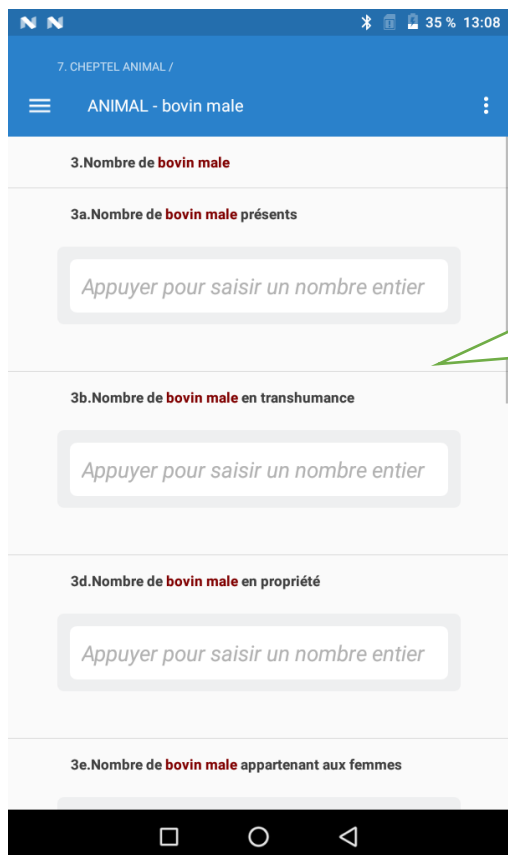 35 % 13:08
7. CHEPTEL ANIMAL /
ANIMAL - bovin male
3.Nombre de bovin male
3a.Nombre de bovin male présents
Appuyer pour saisir un nombre entier
3b.Nombre de bovin male en transhumance
Appuyer pour saisir un nombre entier
3d.Nombre de bovin male en propriété
Appuyer pour saisir un nombre entier
3e.Nombre de bovin male appartenant aux femmes